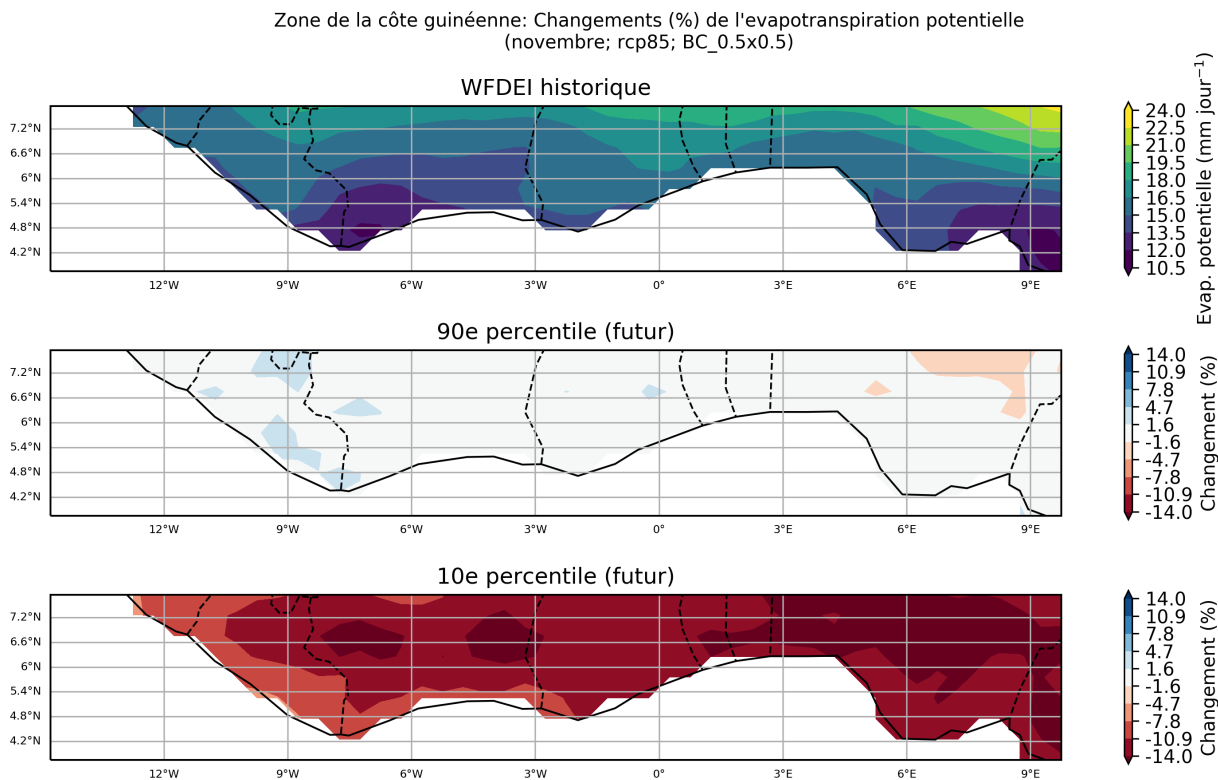 Zone de la côte guinéenne: Changements (%) de l'evapotranspiration potentielle
(novembre; rcp85; BC_0.5x0.5)
WFDEI historique
7.2°N
6.6°N
6°N
5.4°N
4.8°N
4.2°N
12°W 9°W 6°W 3°W 0° 3°E 6°E 9°E
24.0
22.5
21.0
19.5
18.0
16.5
15.0
13.5
12.0
10.5
Evap. potentielle (mm jour⁻¹)
90e percentile (futur)
7.2°N
6.6°N
6°N
5.4°N
4.8°N
4.2°N
12°W 9°W 6°W 3°W 0° 3°E 6°E 9°E
14.0
10.9
7.8
4.7
1.6
-1.6
-4.7
-7.8
-10.9
-14.0
Changement (%)
10e percentile (futur)
7.2°N
6.6°N
6°N
5.4°N
4.8°N
4.2°N
12°W 9°W 6°W 3°W 0° 3°E 6°E 9°E
14.0
10.9
7.8
4.7
1.6
-1.6
-4.7
-7.8
-10.9
-14.0
Changement (%)